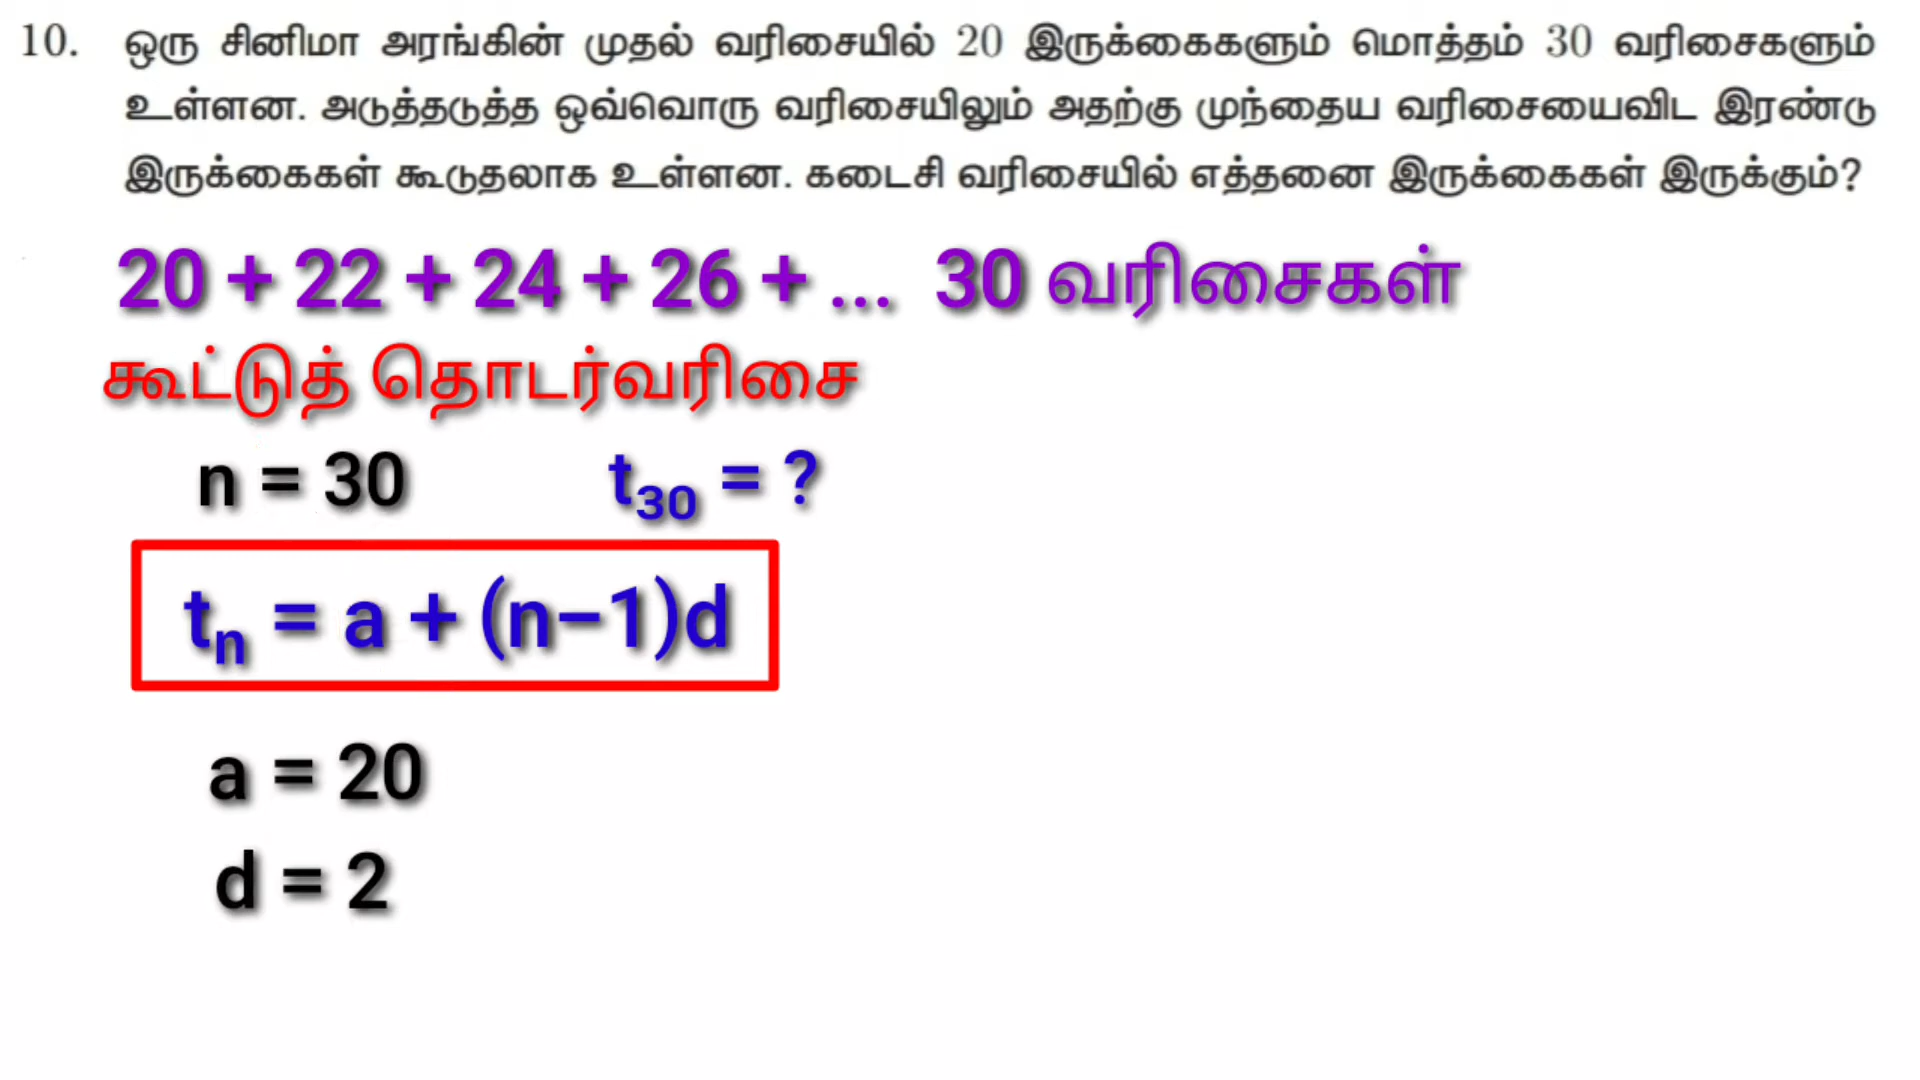 10. ஒரு சினிமா அரங்கின் முதல் வரிசையில் 20 இருக்கைகளும் மொத்தம் 30 வரிசைகளும்
உள்ளன. அடுத்தடுத்த ஒவ்வொரு வரிசையிலும் அதற்கு முந்தைய வரிசையைவிட இரண்டு
இருக்கைகள் கூடுதலாக உள்ளன. கடைசி வரிசையில் எத்தனை இருக்கைகள் இருக்கும்?
20 + 22 + 24 + 26 + ... 30 வரிசைகள்
கூட்டுத் தொடர்வரிசை
n = 30 t₃₀ = ?
tₙ = a + (n−1)d
a = 20
d = 2